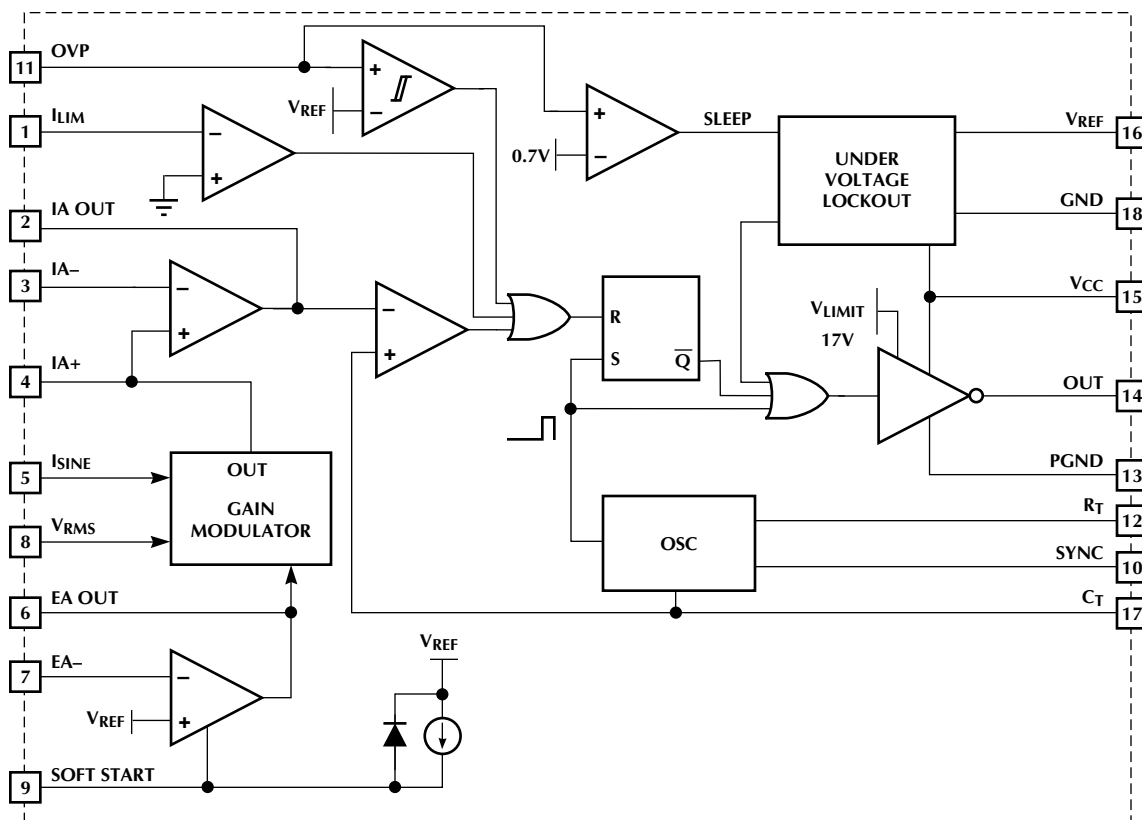 11 OVP
VREF
1 ILIM
2 IA OUT
3 IA–
4 IA+
5 ISINE
8 VRMS
6 EA OUT
7 EA–
VREF
9 SOFT START
OUT
GAIN
MODULATOR
+
–
–
+
–
+
–
+
–
+
VREF
0.7V
+
–
SLEEP
UNDER
VOLTAGE
LOCKOUT
R
S
Q
VLIMIT
17V
OSC
VREF 16
GND 18
VCC 15
OUT 14
PGND 13
RT 12
SYNC 10
CT 17